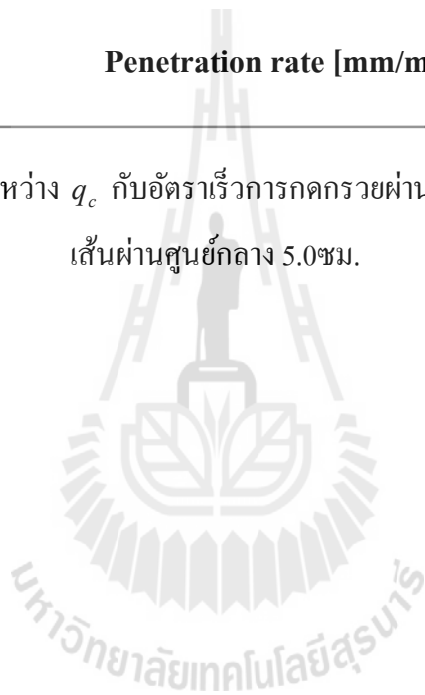 Penetration rate [mm/m
หว่าง q_c กับอัตราเร็วการกดกรวยผ่าน
เส้นผ่านศูนย์กลาง 5.0ซม.
มหาวิทยาลัยเทคโนโลยีสุรนารี